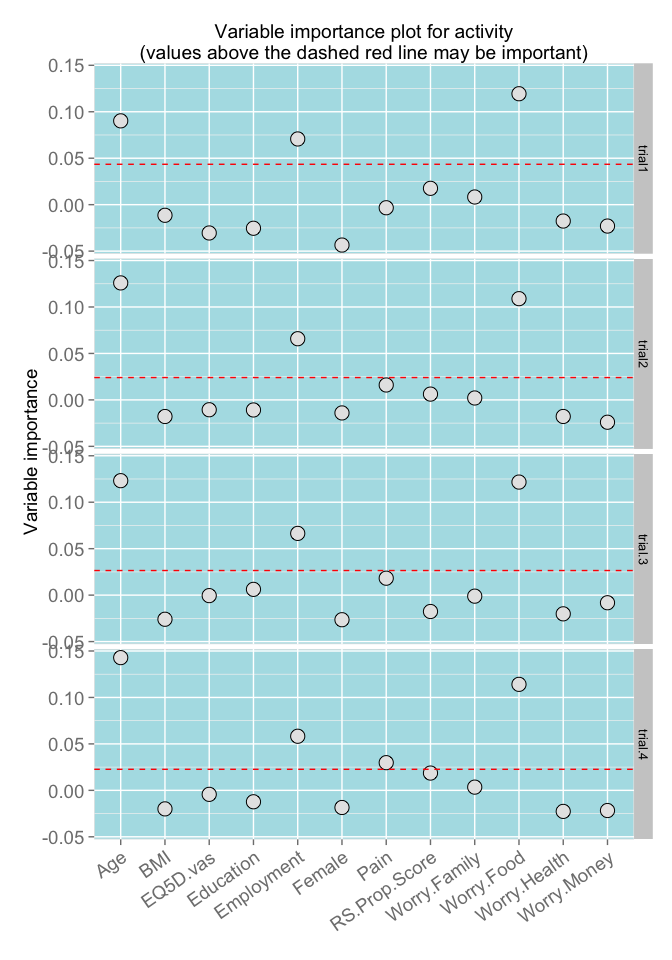 Variable importance plot for activity
(values above the dashed red line may be important)
Variable importance
0.15
0.10
0.05
0.00
-0.05
trial1
0.15
0.10
0.05
0.00
-0.05
trial2
0.15
0.10
0.05
0.00
-0.05
trial.3
0.15
0.10
0.05
0.00
-0.05
trial.4
Age
BMI
EQ5D.vas
Education
Employment
Female
Pain
RS.Prop.Score
Worry.Family
Worry.Food
Worry.Health
Worry.Money